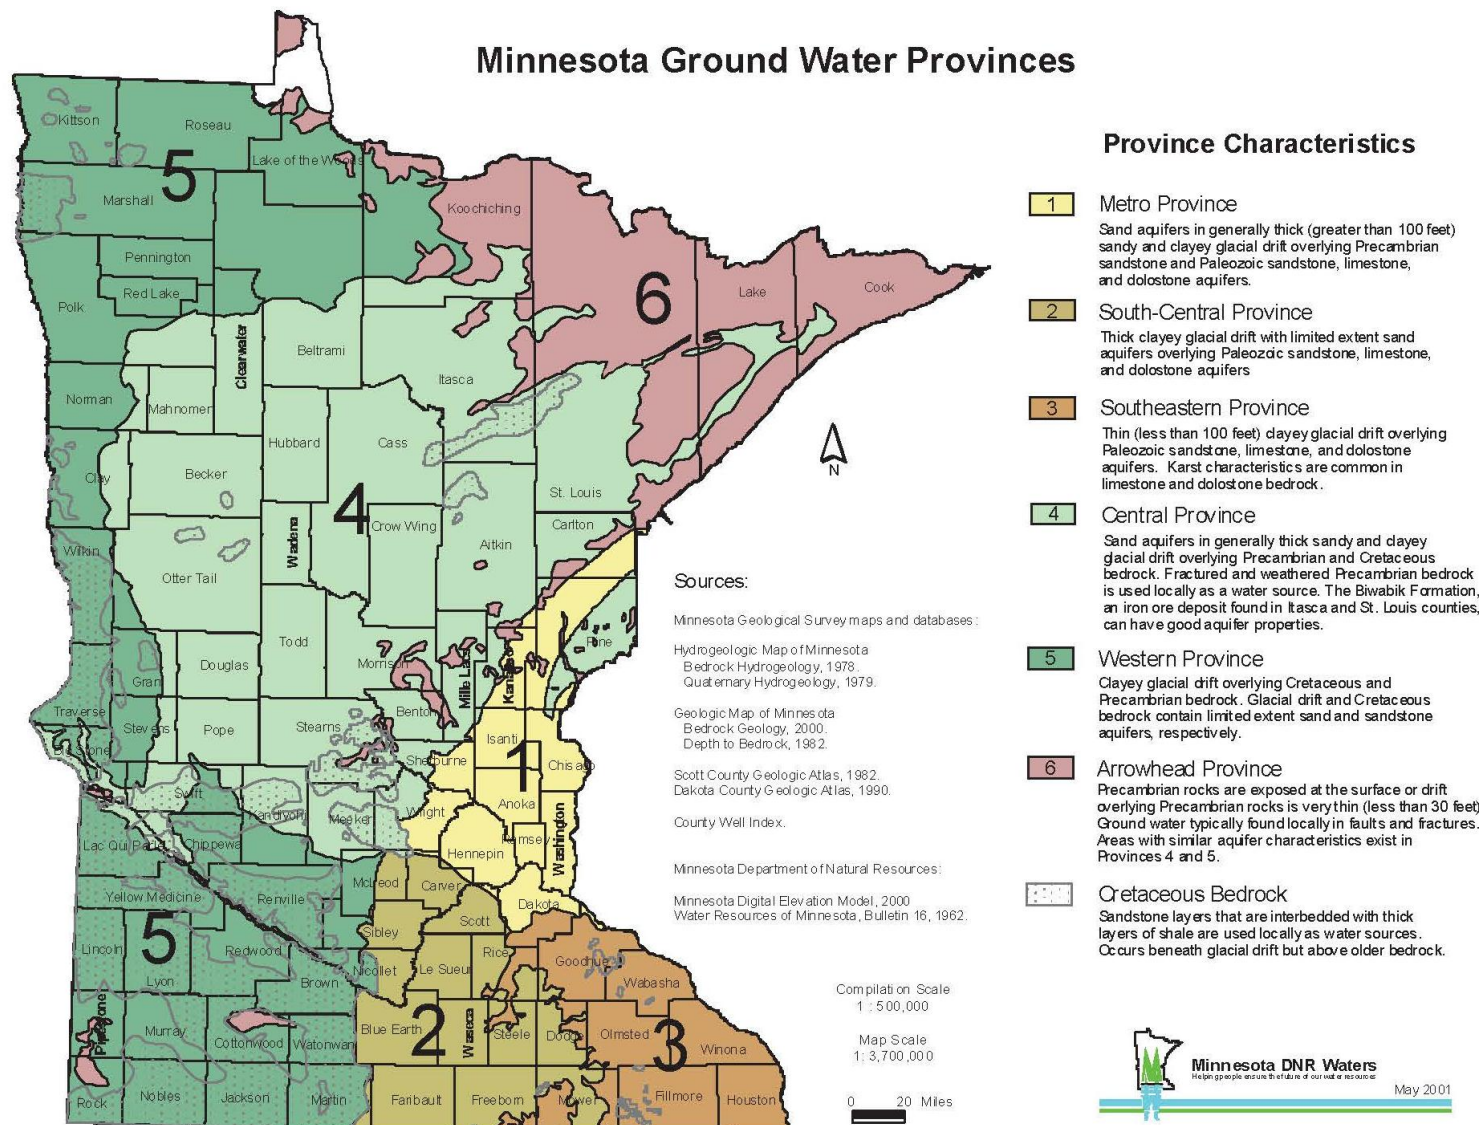 Minnesota Ground Water Provinces
Province Characteristics
1 Metro Province
Sand aquifers in generally thick (greater than 100 feet)
sandy and clayey glacial drift overlying Precambrian
sandstone and Paleozoic sandstone, limestone,
and dolostone aquifers.
2 South-Central Province
Thick clayey glacial drift with limited extent sand
aquifers overlying Paleozoic sandstone, limestone,
and dolostone aquifers
3 Southeastern Province
Thin (less than 100 feet) clayey glacial drift overlying
Paleozoic sandstone, limestone, and dolostone
aquifers. Karst characteristics are common in
limestone and dolostone bedrock.
4 Central Province
Sand aquifers in generally thick sandy and clayey
glacial drift overlying Precambrian and Cretaceous
bedrock. Fractured and weathered Precambrian bedrock
is used locally as a water source. The Biwabik Formation,
an iron ore deposit found in Itasca and St. Louis counties,
can have good aquifer properties.
5 Western Province
Clayey glacial drift overlying Cretaceous and
Precambrian bedrock. Glacial drift and Cretaceous
bedrock contain limited extent sand and sandstone
aquifers, respectively.
6 Arrowhead Province
Precambrian rocks are exposed at the surface or drift
overlying Precambrian rocks is very thin (less than 30 feet)
Ground water typically found locally in faults and fractures.
Areas with similar aquifer characteristics exist in
Provinces 4 and 5.
Cretaceous Bedrock
Sandstone layers that are interbedded with thick
layers of shale are used locally as water sources.
Occurs beneath glacial drift but above older bedrock.
Kittson
Roseau
Lake of the Woods
5
Marshall
Koochiching
Pennington
Red Lake
Polk
6
Lake
Cook
Clearwater
Beltrami
Itasca
Norman
Mahnomen
Hubbard
Cass
Clay
Becker
St. Louis
4
Crow Wing
Carlton
Wadena
Aitkin
Wilkin
Otter Tail
Todd
Pine
Douglas
Morrison
Mille Lacs
Kanabec
Grant
Traverse
Stevens
Pope
Stearns
Benton
Isanti
Big Stone
Sherburne
1
Chisago
Swift
Kandiyohi
Meeker
Wright
Anoka
Ramsey
Washington
Lac Qui Parle
Chippewa
Hennepin
Yellow Medicine
Renville
McLeod
Carver
Dakota
Scott
Sibley
Lincoln
5
Lyon
Redwood
Nicollet
Le Sueur
Rice
Goodhue
Brown
Wabasha
Pipestone
Murray
Cottonwood
Watonwan
Blue Earth
2
Waseca
Steele
Dodge
Olmsted
3
Winona
Rock
Nobles
Jackson
Martin
Faribault
Freeborn
Mower
Fillmore
Houston
N
Sources:
Minnesota Geological Survey maps and databases:
Hydrogeologic Map of Minnesota
Bedrock Hydrogeology, 1978.
Quaternary Hydrogeology, 1979.
Geologic Map of Minnesota
Bedrock Geology, 2000.
Depth to Bedrock, 1982.
Scott County Geologic Atlas, 1982.
Dakota County Geologic Atlas, 1990.
County Well Index.
Minnesota Department of Natural Resources:
Minnesota Digital Elevation Model, 2000
Water Resources of Minnesota, Bulletin 16, 1962.
Compilation Scale
1 : 500,000
Map Scale
1: 3,700,000
0 20 Miles
Minnesota DNR Waters
Helping people ensure the future of our water resources
May 2001